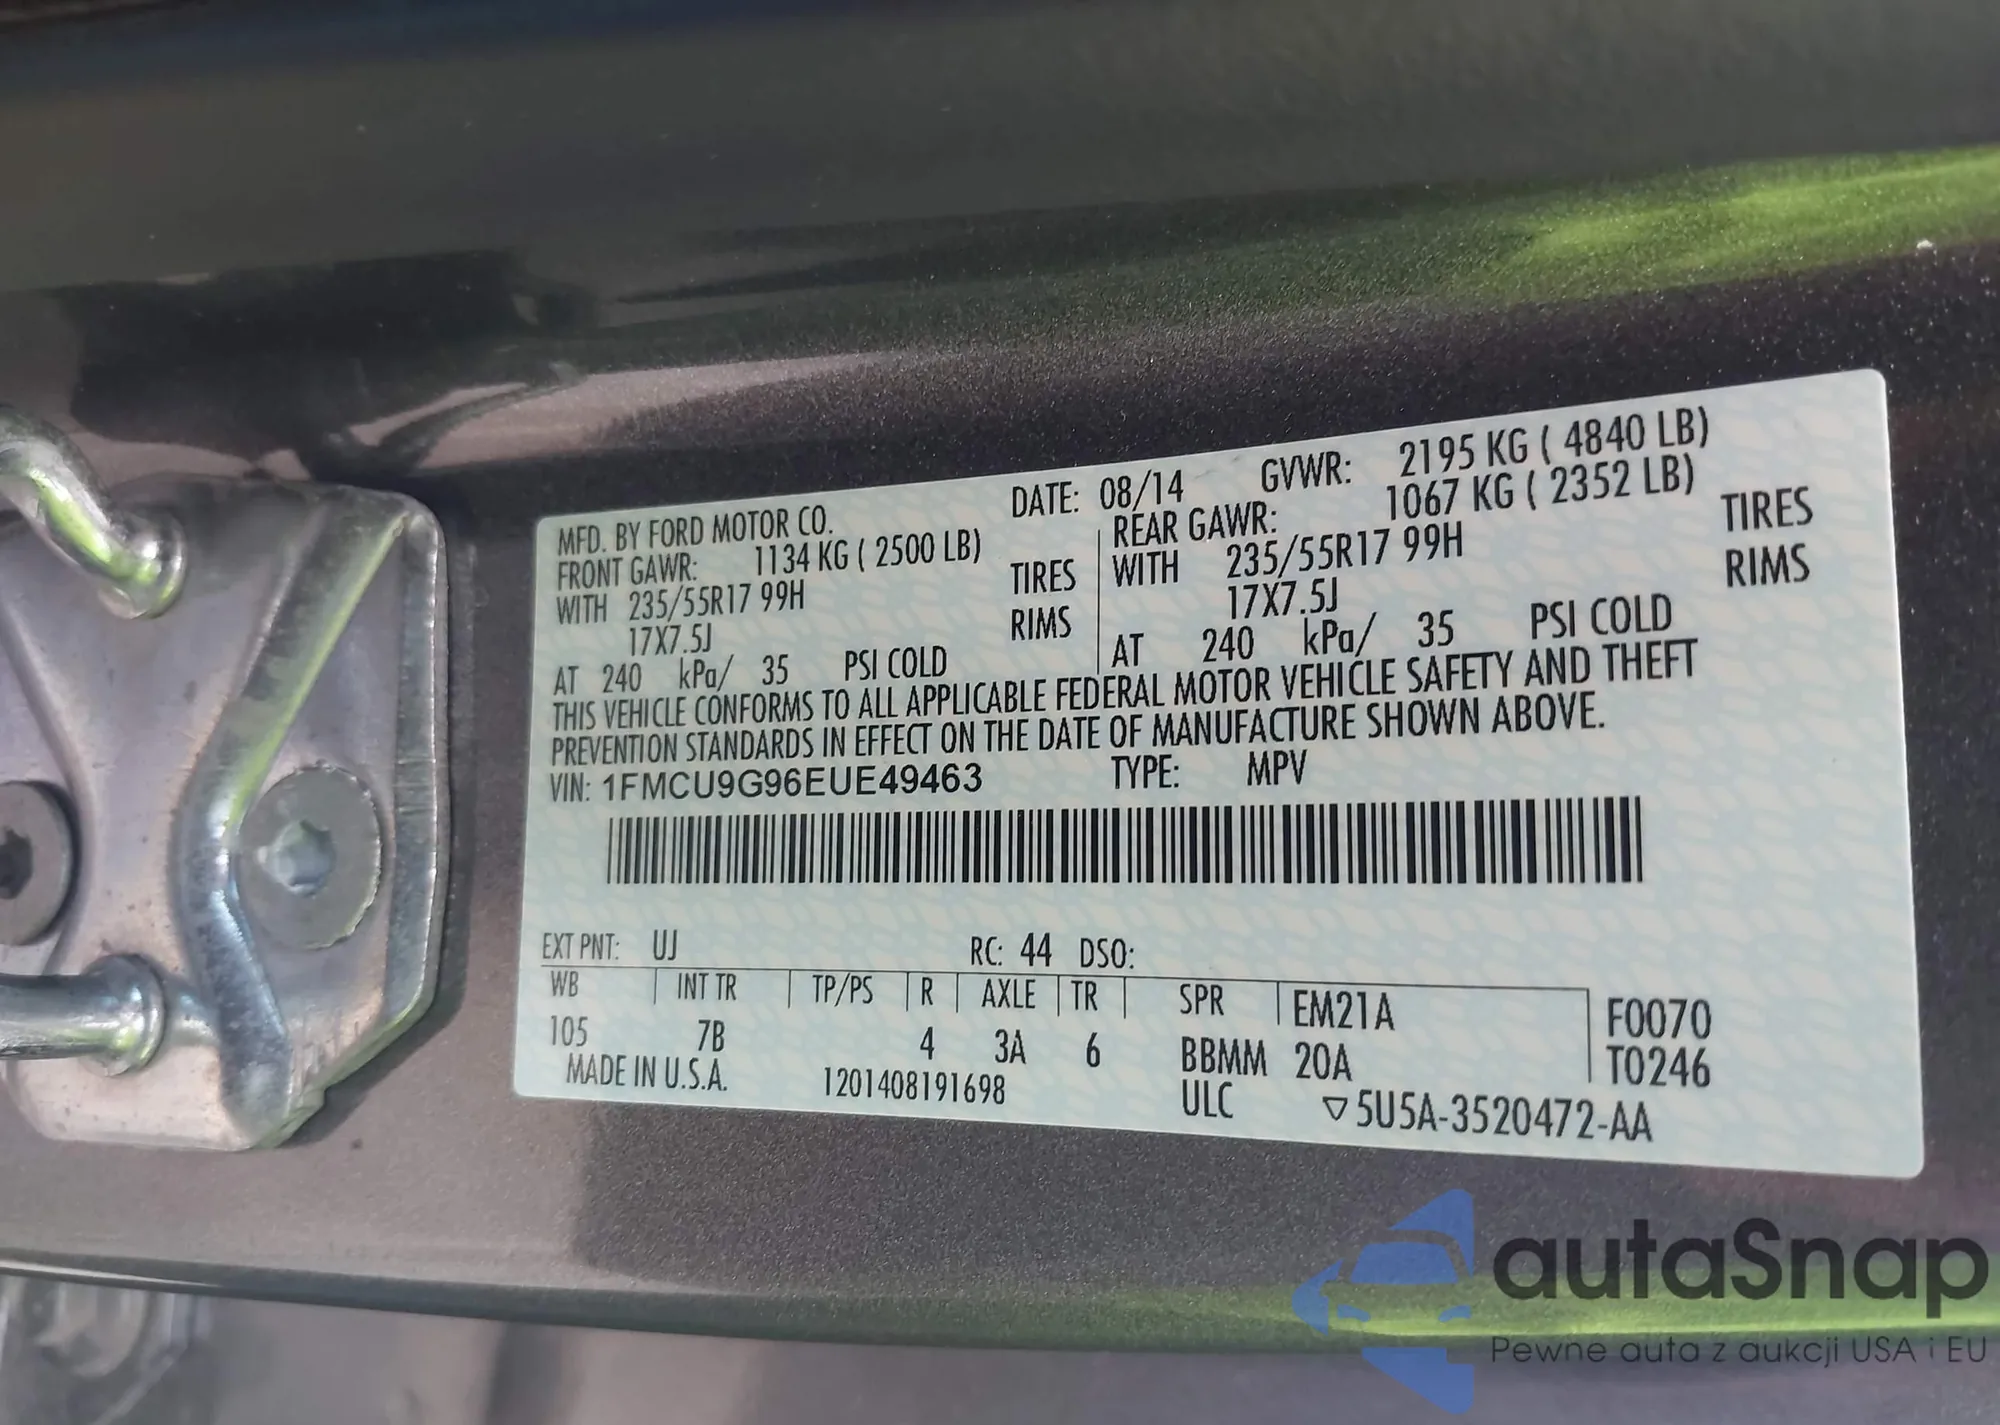 MFD. BY FORD MOTOR CO. DATE: 08/14 GVWR: 2195 KG ( 4840 LB)
FRONT GAWR: 1134 KG ( 2500 LB) REAR GAWR: 1067 KG ( 2352 LB)
WITH 235/55R17 99H TIRES WITH 235/55R17 99H TIRES
17X7.5J RIMS 17X7.5J RIMS
AT 240 kPa/ 35 PSI COLD AT 240 kPa/ 35 PSI COLD
THIS VEHICLE CONFORMS TO ALL APPLICABLE FEDERAL MOTOR VEHICLE SAFETY AND THEFT
PREVENTION STANDARDS IN EFFECT ON THE DATE OF MANUFACTURE SHOWN ABOVE.
VIN: 1FMCU9G96EUE49463 TYPE: MPV
EXT PNT: UJ RC: 44 DSO:
WB INT TR TP/PS R AXLE TR SPR EM21A F0070
105 7B 4 3A 6 BBMM 20A T0246
MADE IN U.S.A. 1201408191698 ULC ▽5U5A-3520472-AA
autaSnap
Pewne auta z aukcji USA i EU